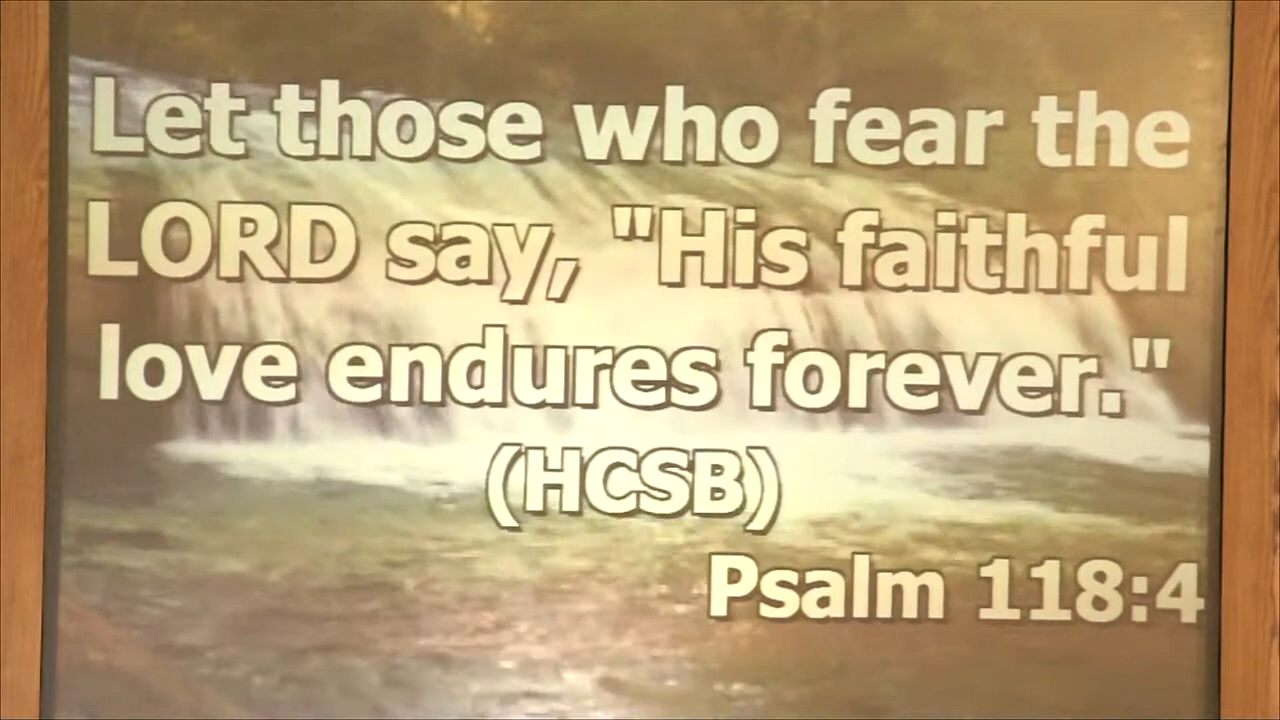 Let those who fear the
LORD say, "His faithful
love endures forever."
(HCSB)
Psalm 118:4